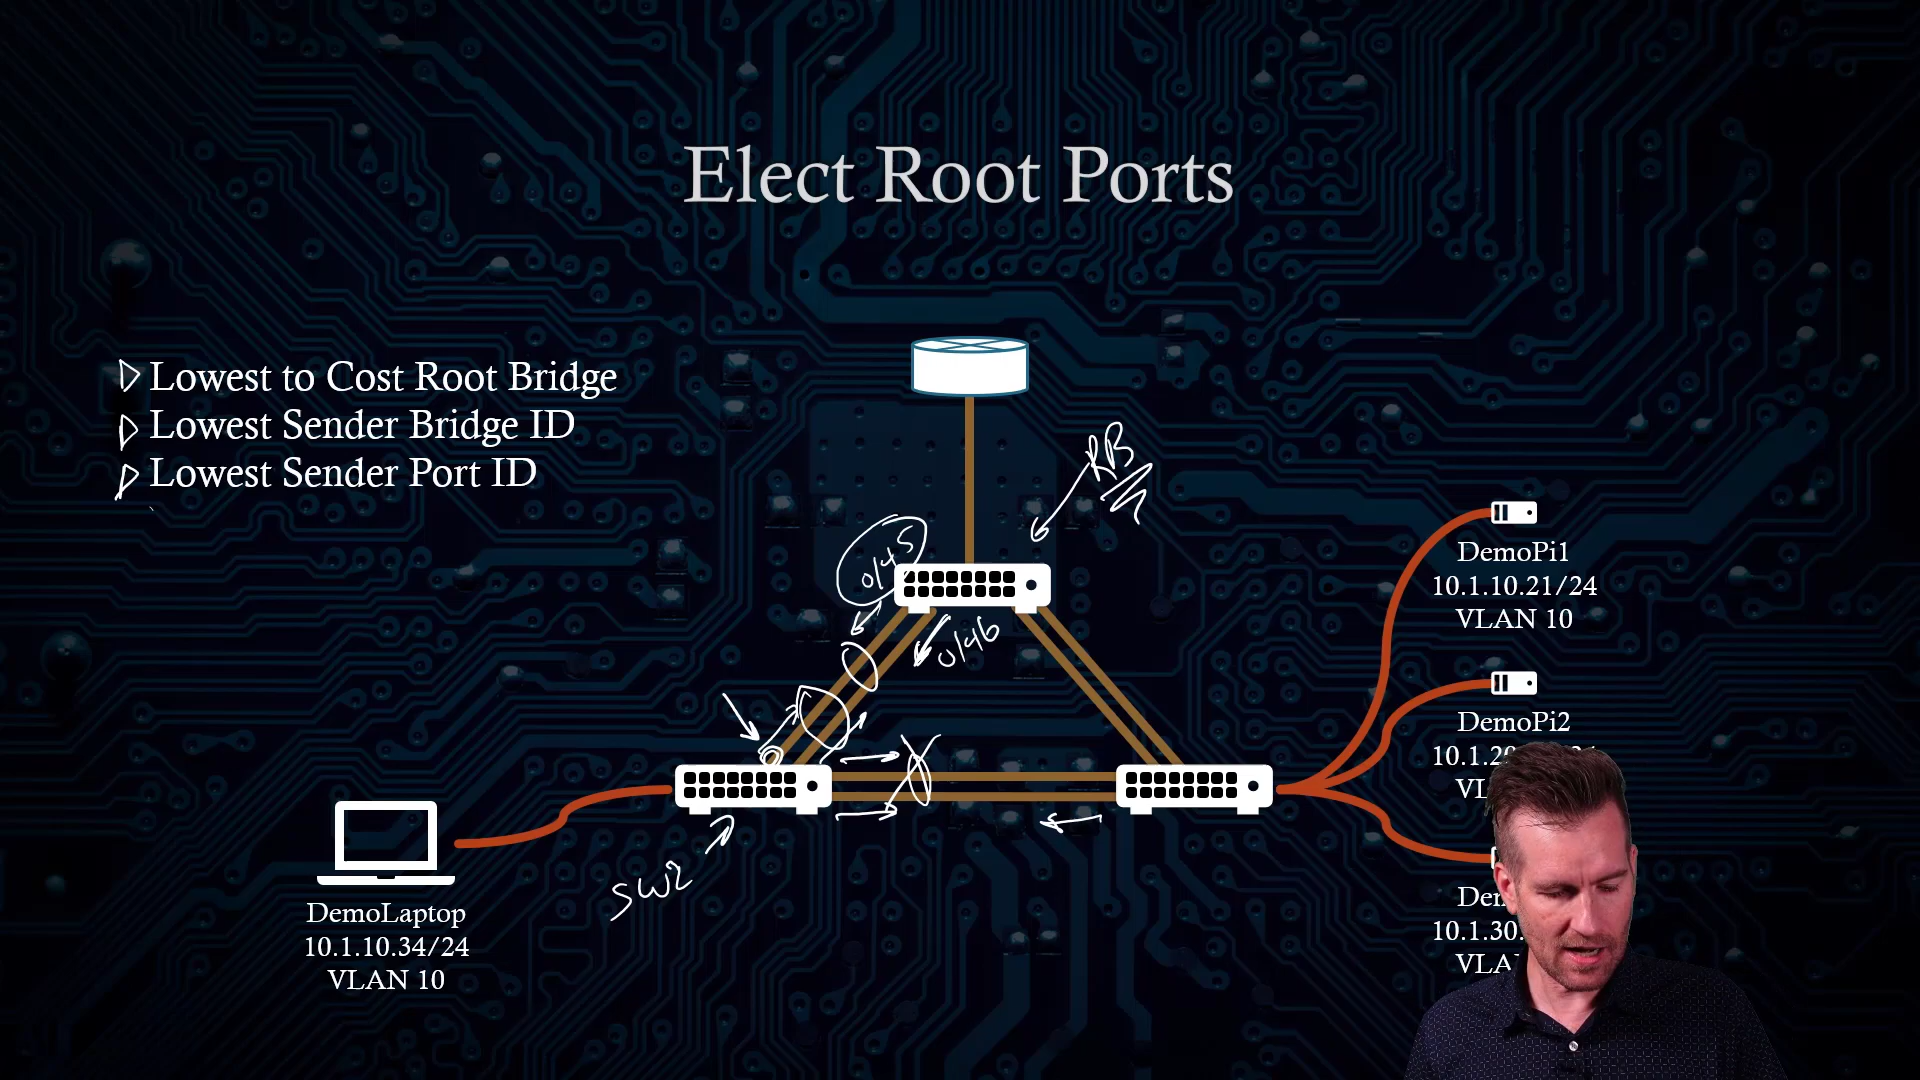 Elect Root Ports
Lowest to Cost Root Bridge
Lowest Sender Bridge ID
Lowest Sender Port ID
RB
0/45
0/46
SW2
DemoPi1
10.1.10.21/24
VLAN 10
DemoPi2
DemoLaptop
10.1.10.34/24
VLAN 10